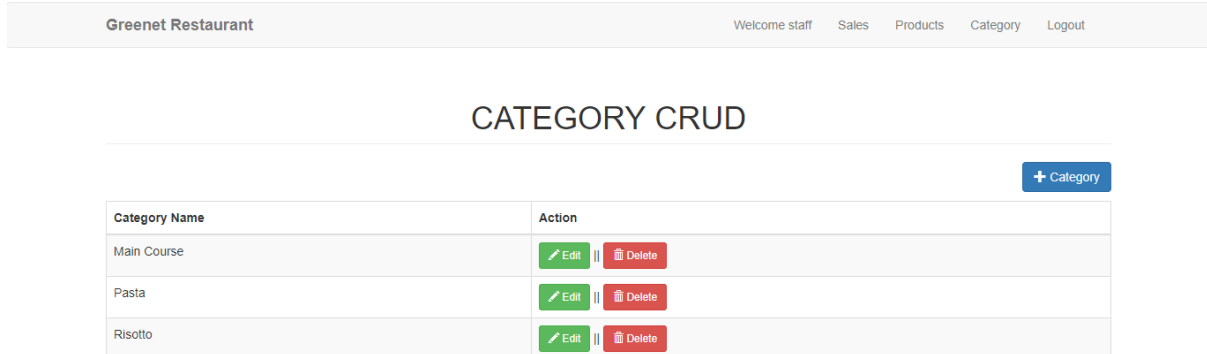 Greenet Restaurant Welcome staff Sales Products Category Logout
CATEGORY CRUD
+ Category
Category Name Action
Main Course Edit || Delete
Pasta Edit || Delete
Risotto Edit || Delete